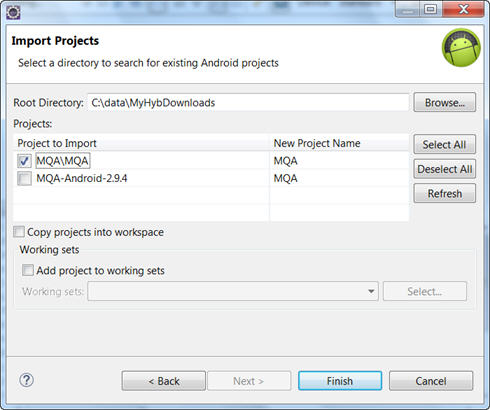 Import Projects
Select a directory to search for existing Android projects
Root Directory: C:\data\MyHybDownloads Browse...
Projects:
Project to Import New Project Name Select All
MQA\MQA MQA
MQA-Android-2.9.4 MQA Deselect All
Refresh
Copy projects into workspace
Working sets
Add project to working sets
Working sets: Select...
? < Back Next > Finish Cancel